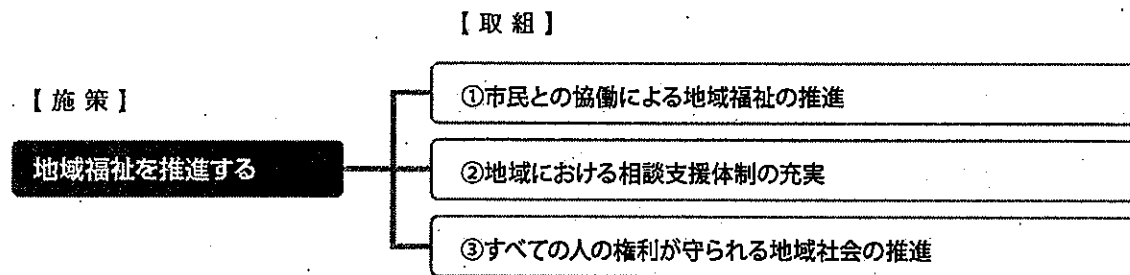 【取組】
【施策】
①市民との協働による地域福祉の推進
地域福祉を推進する
②地域における相談支援体制の充実
③すべての人の権利が守られる地域社会の推進